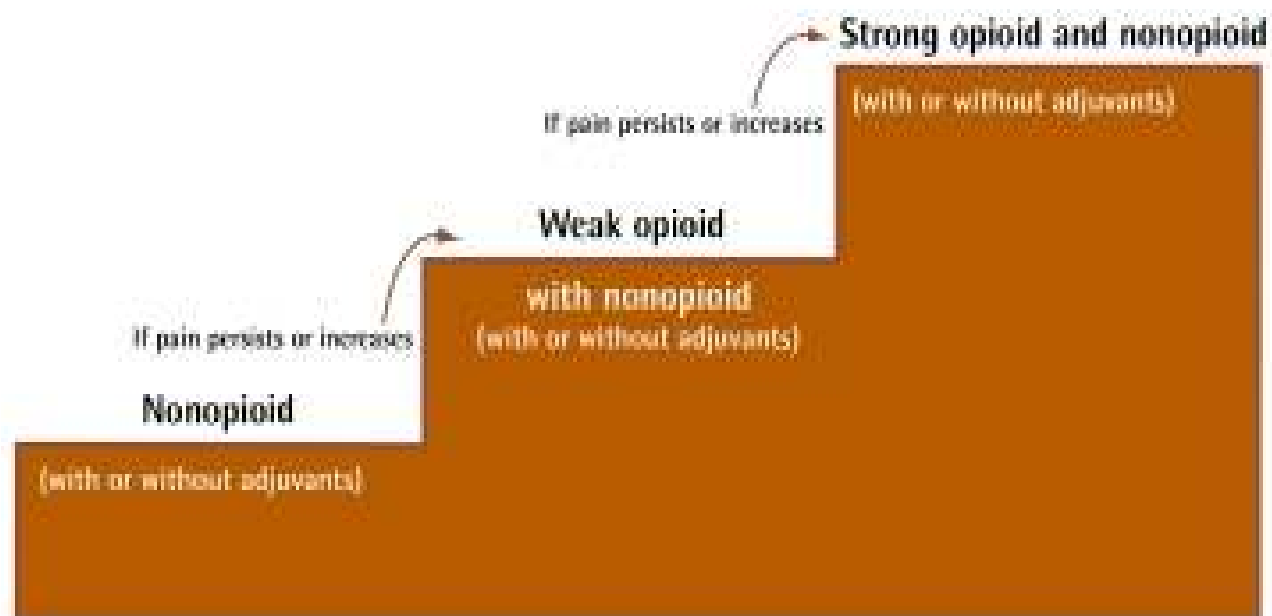 Strong opioid and nonopioid
(with or without adjuvants)
If pain persists or increases
Weak opioid
with nonopioid
(with or without adjuvants)
If pain persists or increases
Nonopioid
(with or without adjuvants)